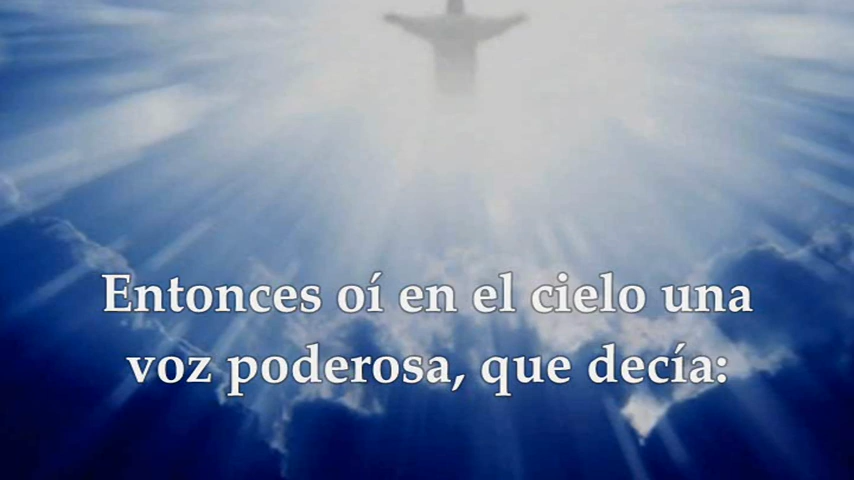 Entonces oí en el cielo una
voz poderosa, que decía: